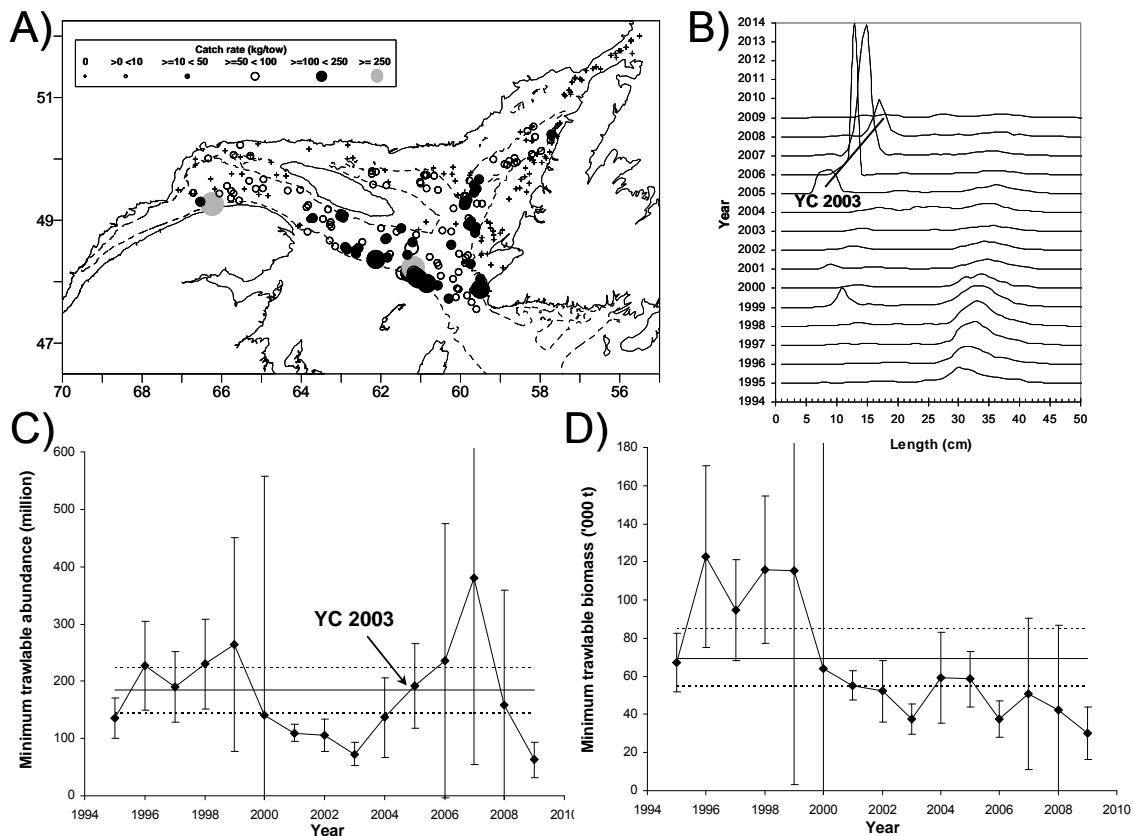 A)
Catch rate (kg/tow)
0 >0 <10 >=10 < 50 >=50 < 100 >=100 < 250 >= 250
51
49
47
70 68 66 64 62 60 58 56
B)
2014
2013
2012
2011
2010
2009
2008
2007
2006
2005
2004
2003
2002
2001
2000
1999
1998
1997
1996
1995
1994
Year
YC 2003
0 5 10 15 20 25 30 35 40 45 50
Length (cm)
C)
600
500
400
300
200
100
0
Minimum trawlable abundance (million)
YC 2003
1994 1996 1998 2000 2002 2004 2006 2008 2010
Year
D)
180
160
140
120
100
80
60
40
20
0
Minimum trawlable biomass ('000 t)
1994 1996 1998 2000 2002 2004 2006 2008 2010
Year